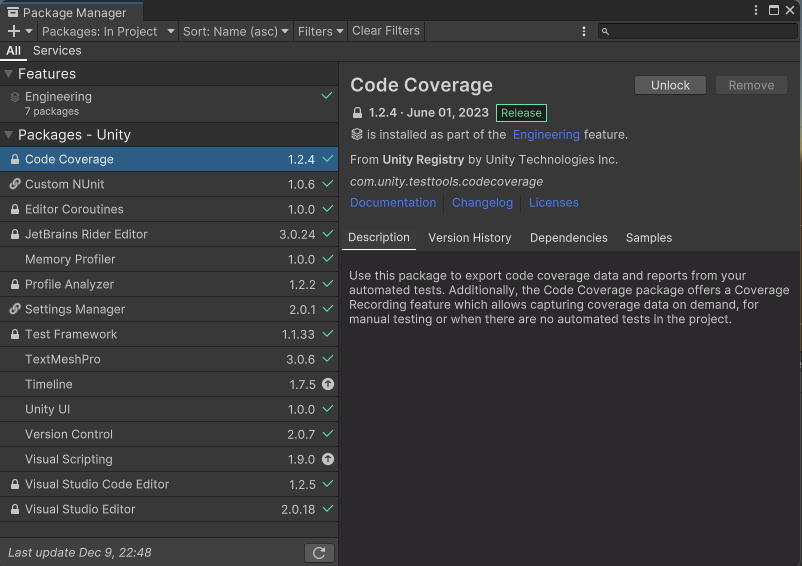 Package Manager
Packages: In Project Sort: Name (asc) Filters Clear Filters
All Services
Features
Engineering
7 packages
Packages - Unity
Code Coverage 1.2.4
Custom NUnit 1.0.6
Editor Coroutines 1.0.0
JetBrains Rider Editor 3.0.24
Memory Profiler 1.0.0
Profile Analyzer 1.2.2
Settings Manager 2.0.1
Test Framework 1.1.33
TextMeshPro 3.0.6
Timeline 1.7.5
Unity UI 1.0.0
Version Control 2.0.7
Visual Scripting 1.9.0
Visual Studio Code Editor 1.2.5
Visual Studio Editor 2.0.18
Last update Dec 9, 22:48
Code Coverage Unlock Remove
1.2.4 · June 01, 2023 Release
is installed as part of the Engineering feature.
From Unity Registry by Unity Technologies Inc.
com.unity.testtools.codecoverage
Documentation Changelog Licenses
Description Version History Dependencies Samples
Use this package to export code coverage data and reports from your
automated tests. Additionally, the Code Coverage package offers a Coverage
Recording feature which allows capturing coverage data on demand, for
manual testing or when there are no automated tests in the project.